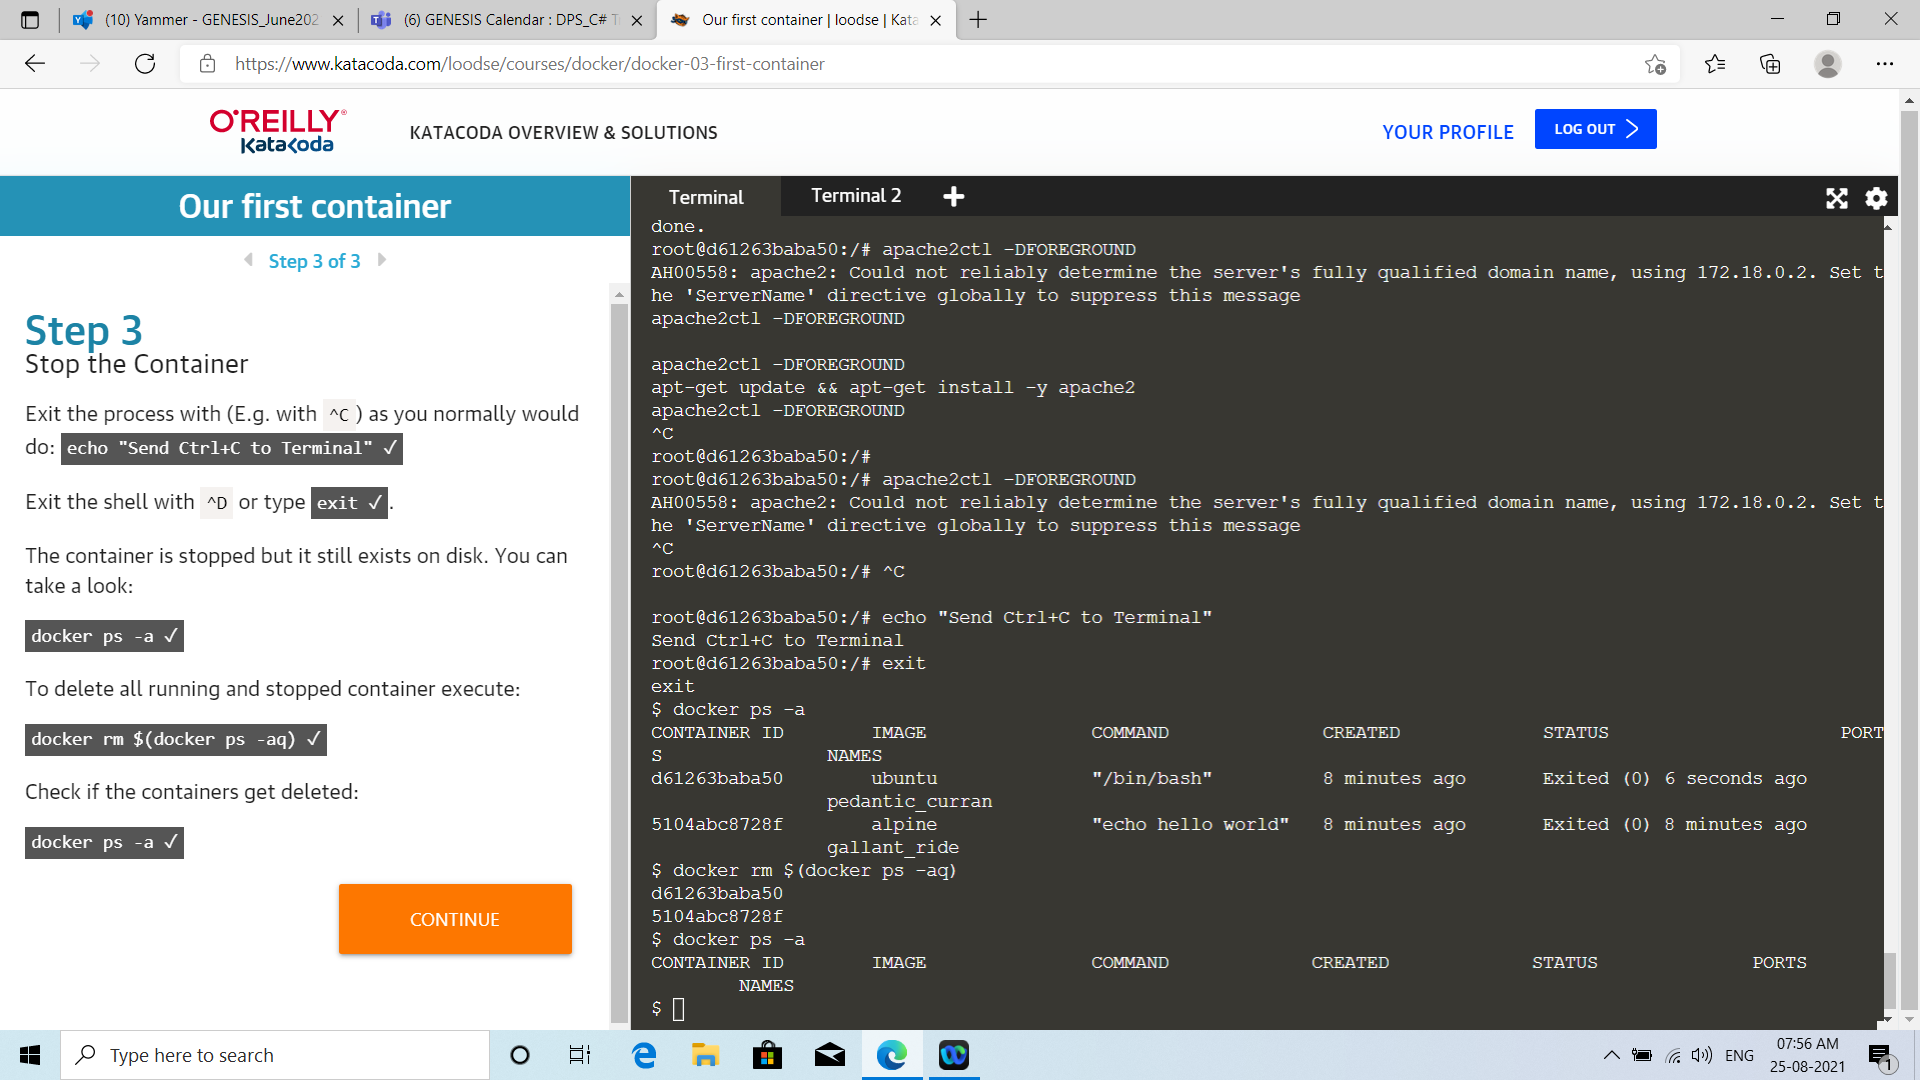 (10) Yammer - GENESIS_June202
(6) GENESIS Calendar : DPS_C# T
Our first container | loodse | Kata
https://www.katacoda.com/loodse/courses/docker/docker-03-first-container
O'REILLY
Katacoda
KATACODA OVERVIEW & SOLUTIONS
YOUR PROFILE
LOG OUT
Our first container
Step 3 of 3
Step 3
Stop the Container
Exit the process with (E.g. with ^C ) as you normally would
do: echo "Send Ctrl+C to Terminal" ✓
Exit the shell with ^D or type exit ✓.
The container is stopped but it still exists on disk. You can
take a look:
docker ps -a ✓
To delete all running and stopped container execute:
docker rm $(docker ps -aq) ✓
Check if the containers get deleted:
docker ps -a ✓
CONTINUE
Terminal
Terminal 2
done.
root@d61263baba50:/# apache2ctl -DFOREGROUND
AH00558: apache2: Could not reliably determine the server's fully qualified domain name, using 172.18.0.2. Set t
he 'ServerName' directive globally to suppress this message
apache2ctl -DFOREGROUND
apache2ctl -DFOREGROUND
apt-get update && apt-get install -y apache2
apache2ctl -DFOREGROUND
^C
root@d61263baba50:/#
root@d61263baba50:/# apache2ctl -DFOREGROUND
AH00558: apache2: Could not reliably determine the server's fully qualified domain name, using 172.18.0.2. Set t
he 'ServerName' directive globally to suppress this message
^C
root@d61263baba50:/# ^C
root@d61263baba50:/# echo "Send Ctrl+C to Terminal"
Send Ctrl+C to Terminal
root@d61263baba50:/# exit
exit
$ docker ps -a
CONTAINER ID IMAGE COMMAND CREATED STATUS PORT
S NAMES
d61263baba50 ubuntu "/bin/bash" 8 minutes ago Exited (0) 6 seconds ago
pedantic_curran
5104abc8728f alpine "echo hello world" 8 minutes ago Exited (0) 8 minutes ago
gallant_ride
$ docker rm $(docker ps -aq)
d61263baba50
5104abc8728f
$ docker ps -a
CONTAINER ID IMAGE COMMAND CREATED STATUS PORTS
NAMES
$
Type here to search
ENG
07:56 AM
25-08-2021
1